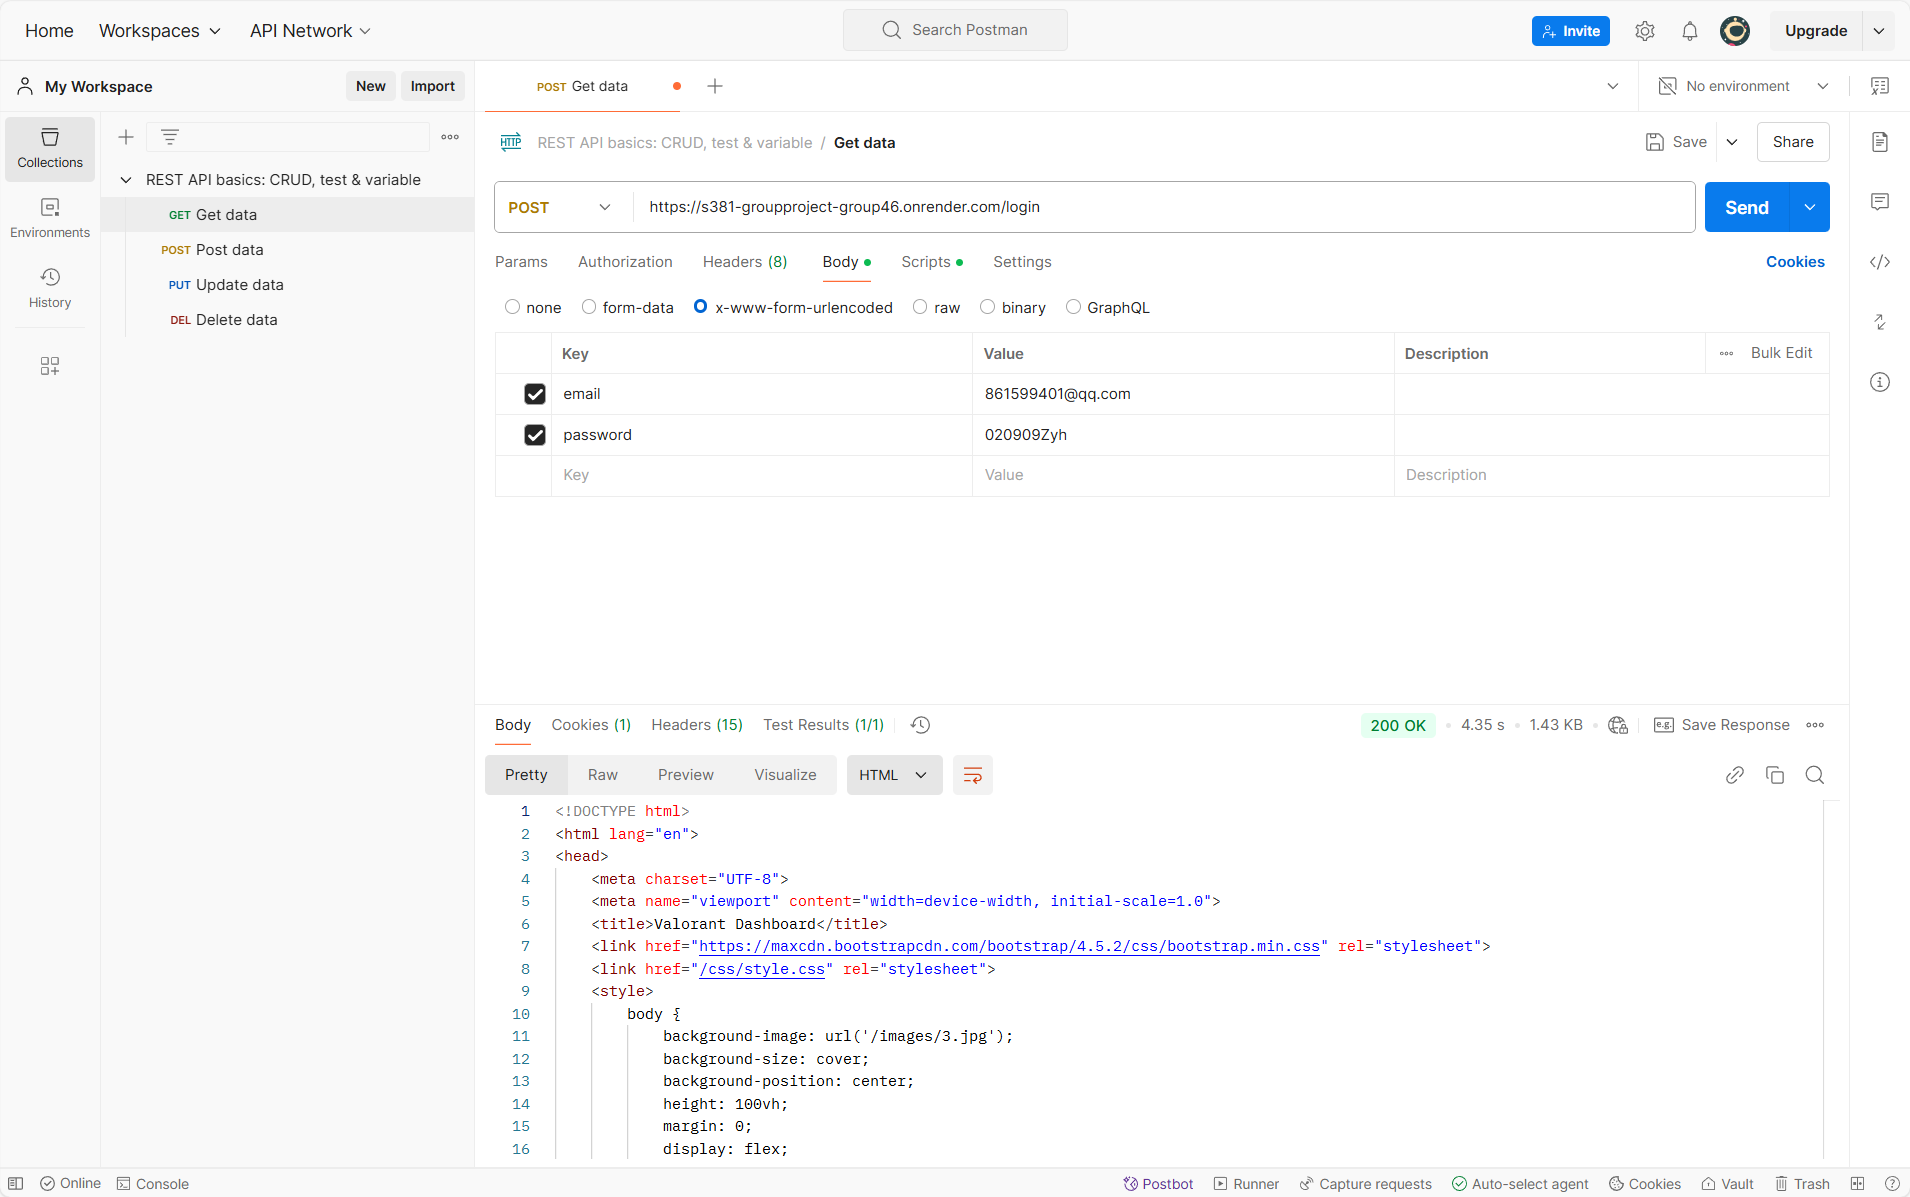 Home Workspaces API Network Search Postman Invite Upgrade
My Workspace New Import POST Get data No environment
Collections
Environments
History
REST API basics: CRUD, test & variable
GET Get data
POST Post data
PUT Update data
DEL Delete data
HTTP REST API basics: CRUD, test & variable / Get data Save Share
POST https://s381-groupproject-group46.onrender.com/login Send
Params Authorization Headers (8) Body Scripts Settings Cookies
none form-data x-www-form-urlencoded raw binary GraphQL
Key Value Description Bulk Edit
email 861599401@qq.com
password 020909Zyh
Key Value Description
Body Cookies (1) Headers (15) Test Results (1/1) 200 OK 4.35 s 1.43 KB e.g. Save Response
Pretty Raw Preview Visualize HTML
1 <!DOCTYPE html>
2 <html lang="en">
3 <head>
4 <meta charset="UTF-8">
5 <meta name="viewport" content="width=device-width, initial-scale=1.0">
6 <title>Valorant Dashboard</title>
7 <link href="https://maxcdn.bootstrapcdn.com/bootstrap/4.5.2/css/bootstrap.min.css" rel="stylesheet">
8 <link href="/css/style.css" rel="stylesheet">
9 <style>
10 body {
11 background-image: url('/images/3.jpg');
12 background-size: cover;
13 background-position: center;
14 height: 100vh;
15 margin: 0;
16 display: flex;
Online Console Postbot Runner Capture requests Auto-select agent Cookies Vault Trash